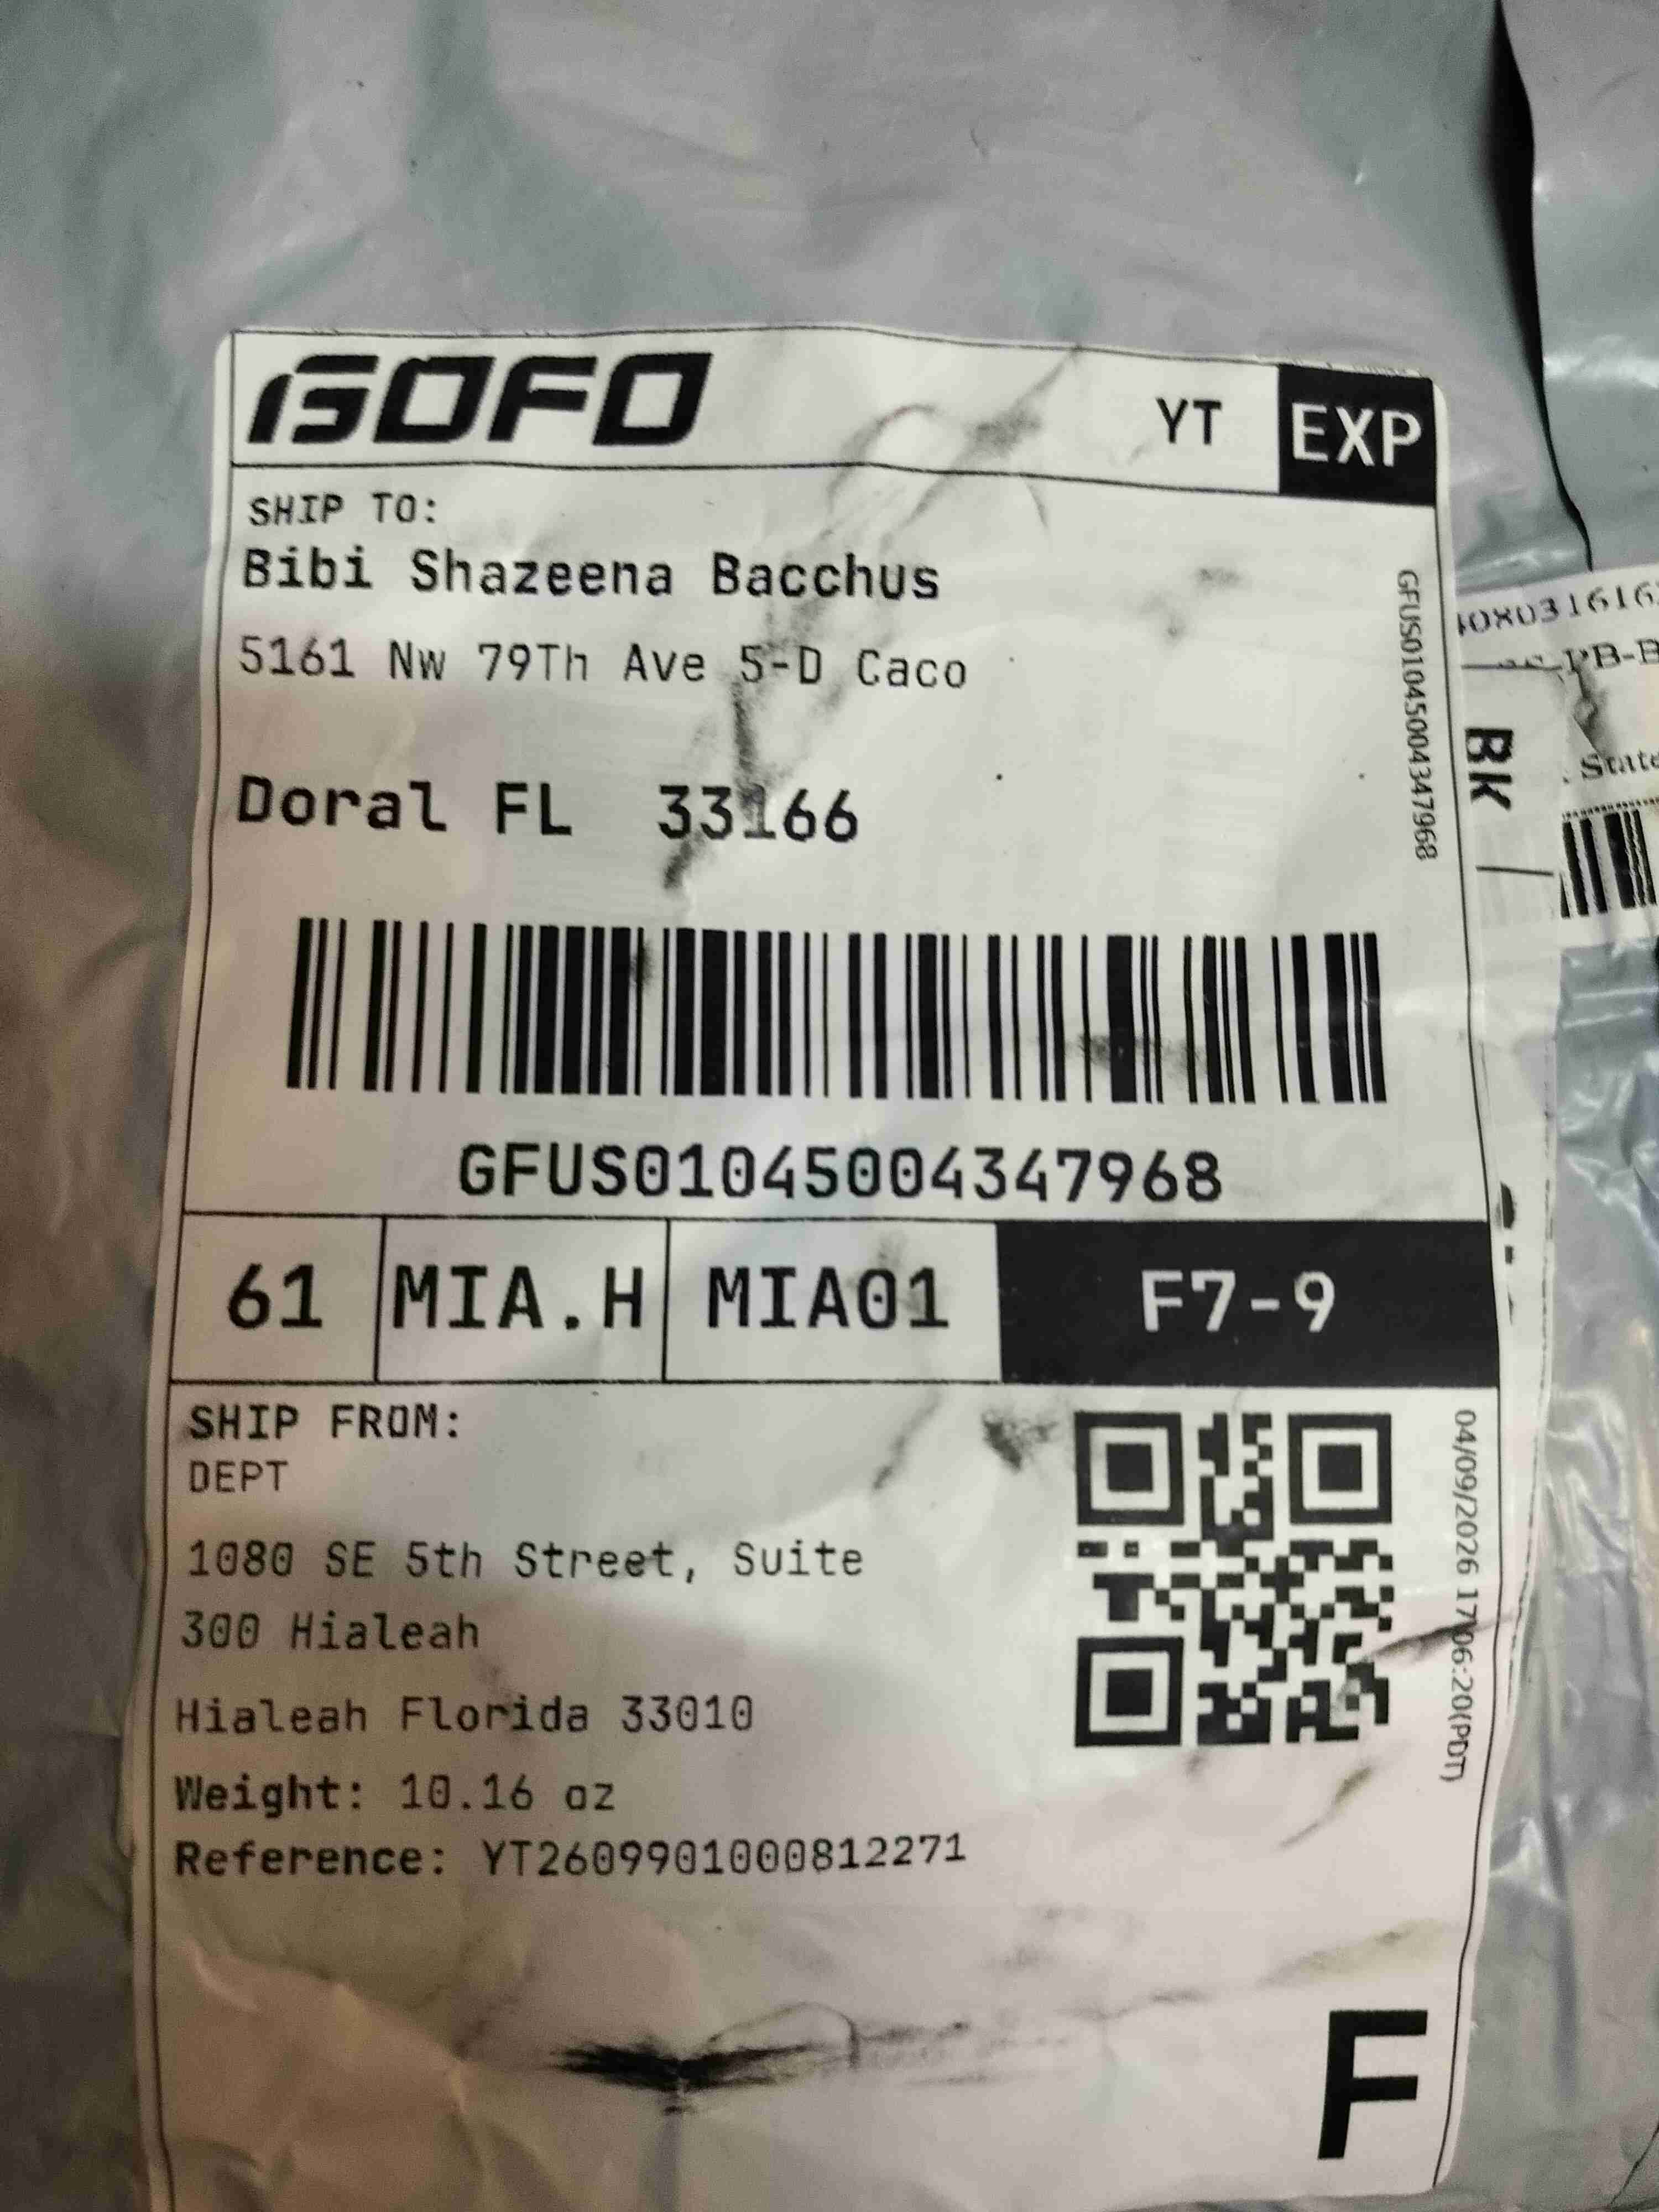 GOFO
YT
EXP
SHIP TO:
Bibi Shazeena Bacchus
5161 Nw 79Th Ave 5-D Caco
Doral FL 33166
GFUS01045004347968
GFUS01045004347968
61 MIA.H MIA01 F7-9
SHIP FROM:
DEPT
1080 SE 5th Street, Suite
300 Hialeah
Hialeah Florida 33010
Weight: 10.16 oz
Reference: YT2609901000812271
04/09/2026 17:06:20(PDT)
F
BK